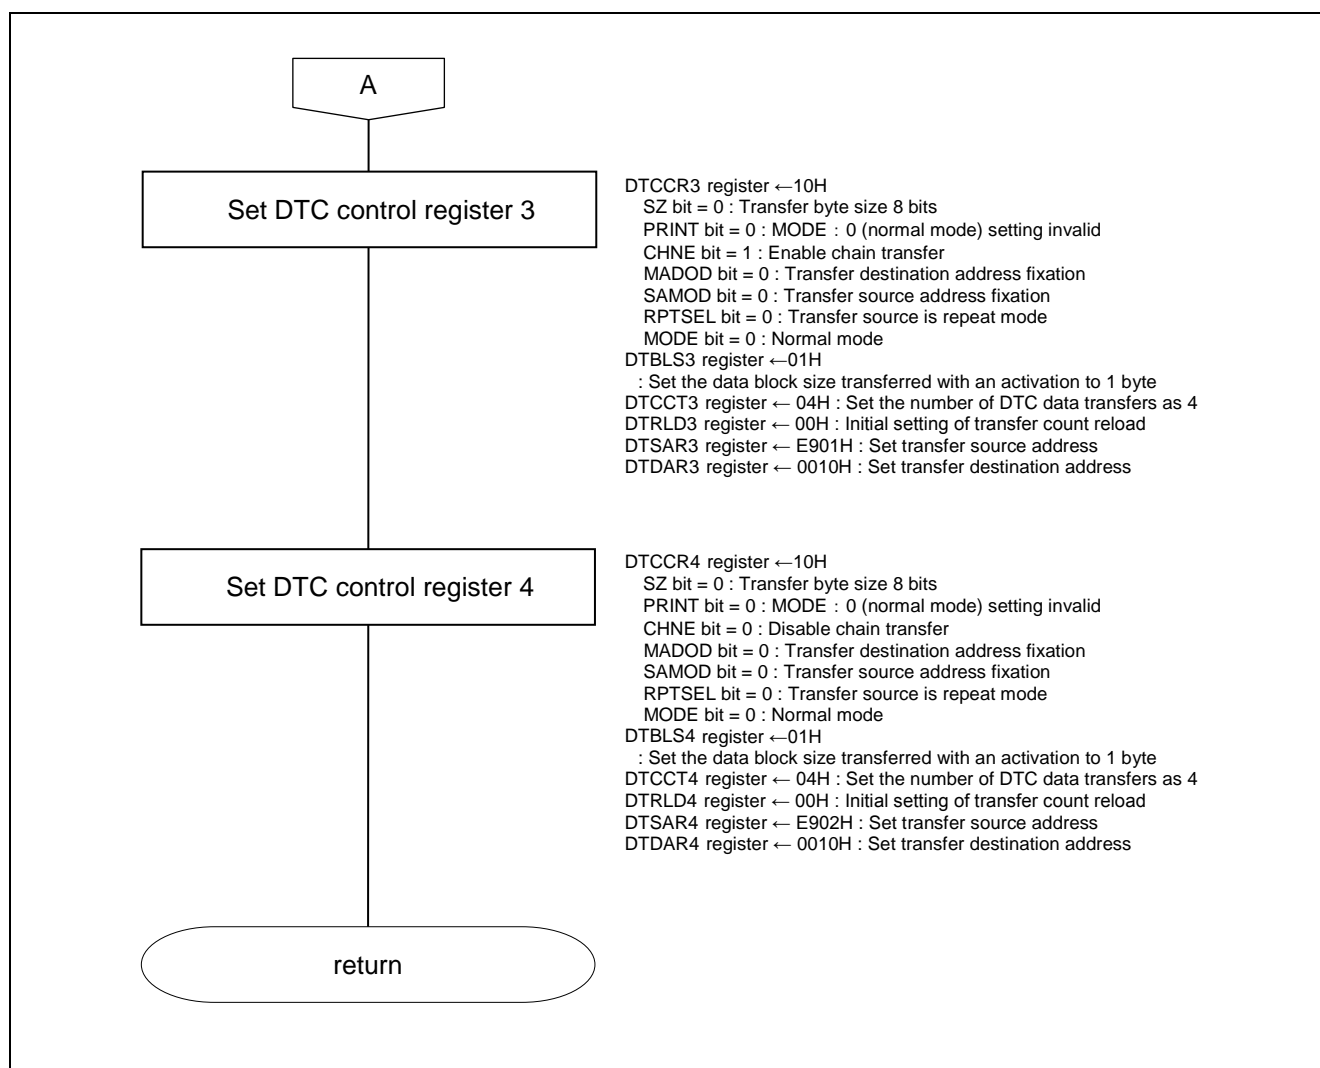 A
Set DTC control register 3
DTCCR3 register ←10H
SZ bit = 0 : Transfer byte size 8 bits
PRINT bit = 0 : MODE : 0 (normal mode) setting invalid
CHNE bit = 1 : Enable chain transfer
MADOD bit = 0 : Transfer destination address fixation
SAMOD bit = 0 : Transfer source address fixation
RPTSEL bit = 0 : Transfer source is repeat mode
MODE bit = 0 : Normal mode
DTBLS3 register ←01H
: Set the data block size transferred with an activation to 1 byte
DTCCT3 register ← 04H : Set the number of DTC data transfers as 4
DTRLD3 register ← 00H : Initial setting of transfer count reload
DTSAR3 register ← E901H : Set transfer source address
DTDAR3 register ← 0010H : Set transfer destination address
Set DTC control register 4
DTCCR4 register ←10H
SZ bit = 0 : Transfer byte size 8 bits
PRINT bit = 0 : MODE : 0 (normal mode) setting invalid
CHNE bit = 0 : Disable chain transfer
MADOD bit = 0 : Transfer destination address fixation
SAMOD bit = 0 : Transfer source address fixation
RPTSEL bit = 0 : Transfer source is repeat mode
MODE bit = 0 : Normal mode
DTBLS4 register ←01H
: Set the data block size transferred with an activation to 1 byte
DTCCT4 register ← 04H : Set the number of DTC data transfers as 4
DTRLD4 register ← 00H : Initial setting of transfer count reload
DTSAR4 register ← E902H : Set transfer source address
DTDAR4 register ← 0010H : Set transfer destination address
return